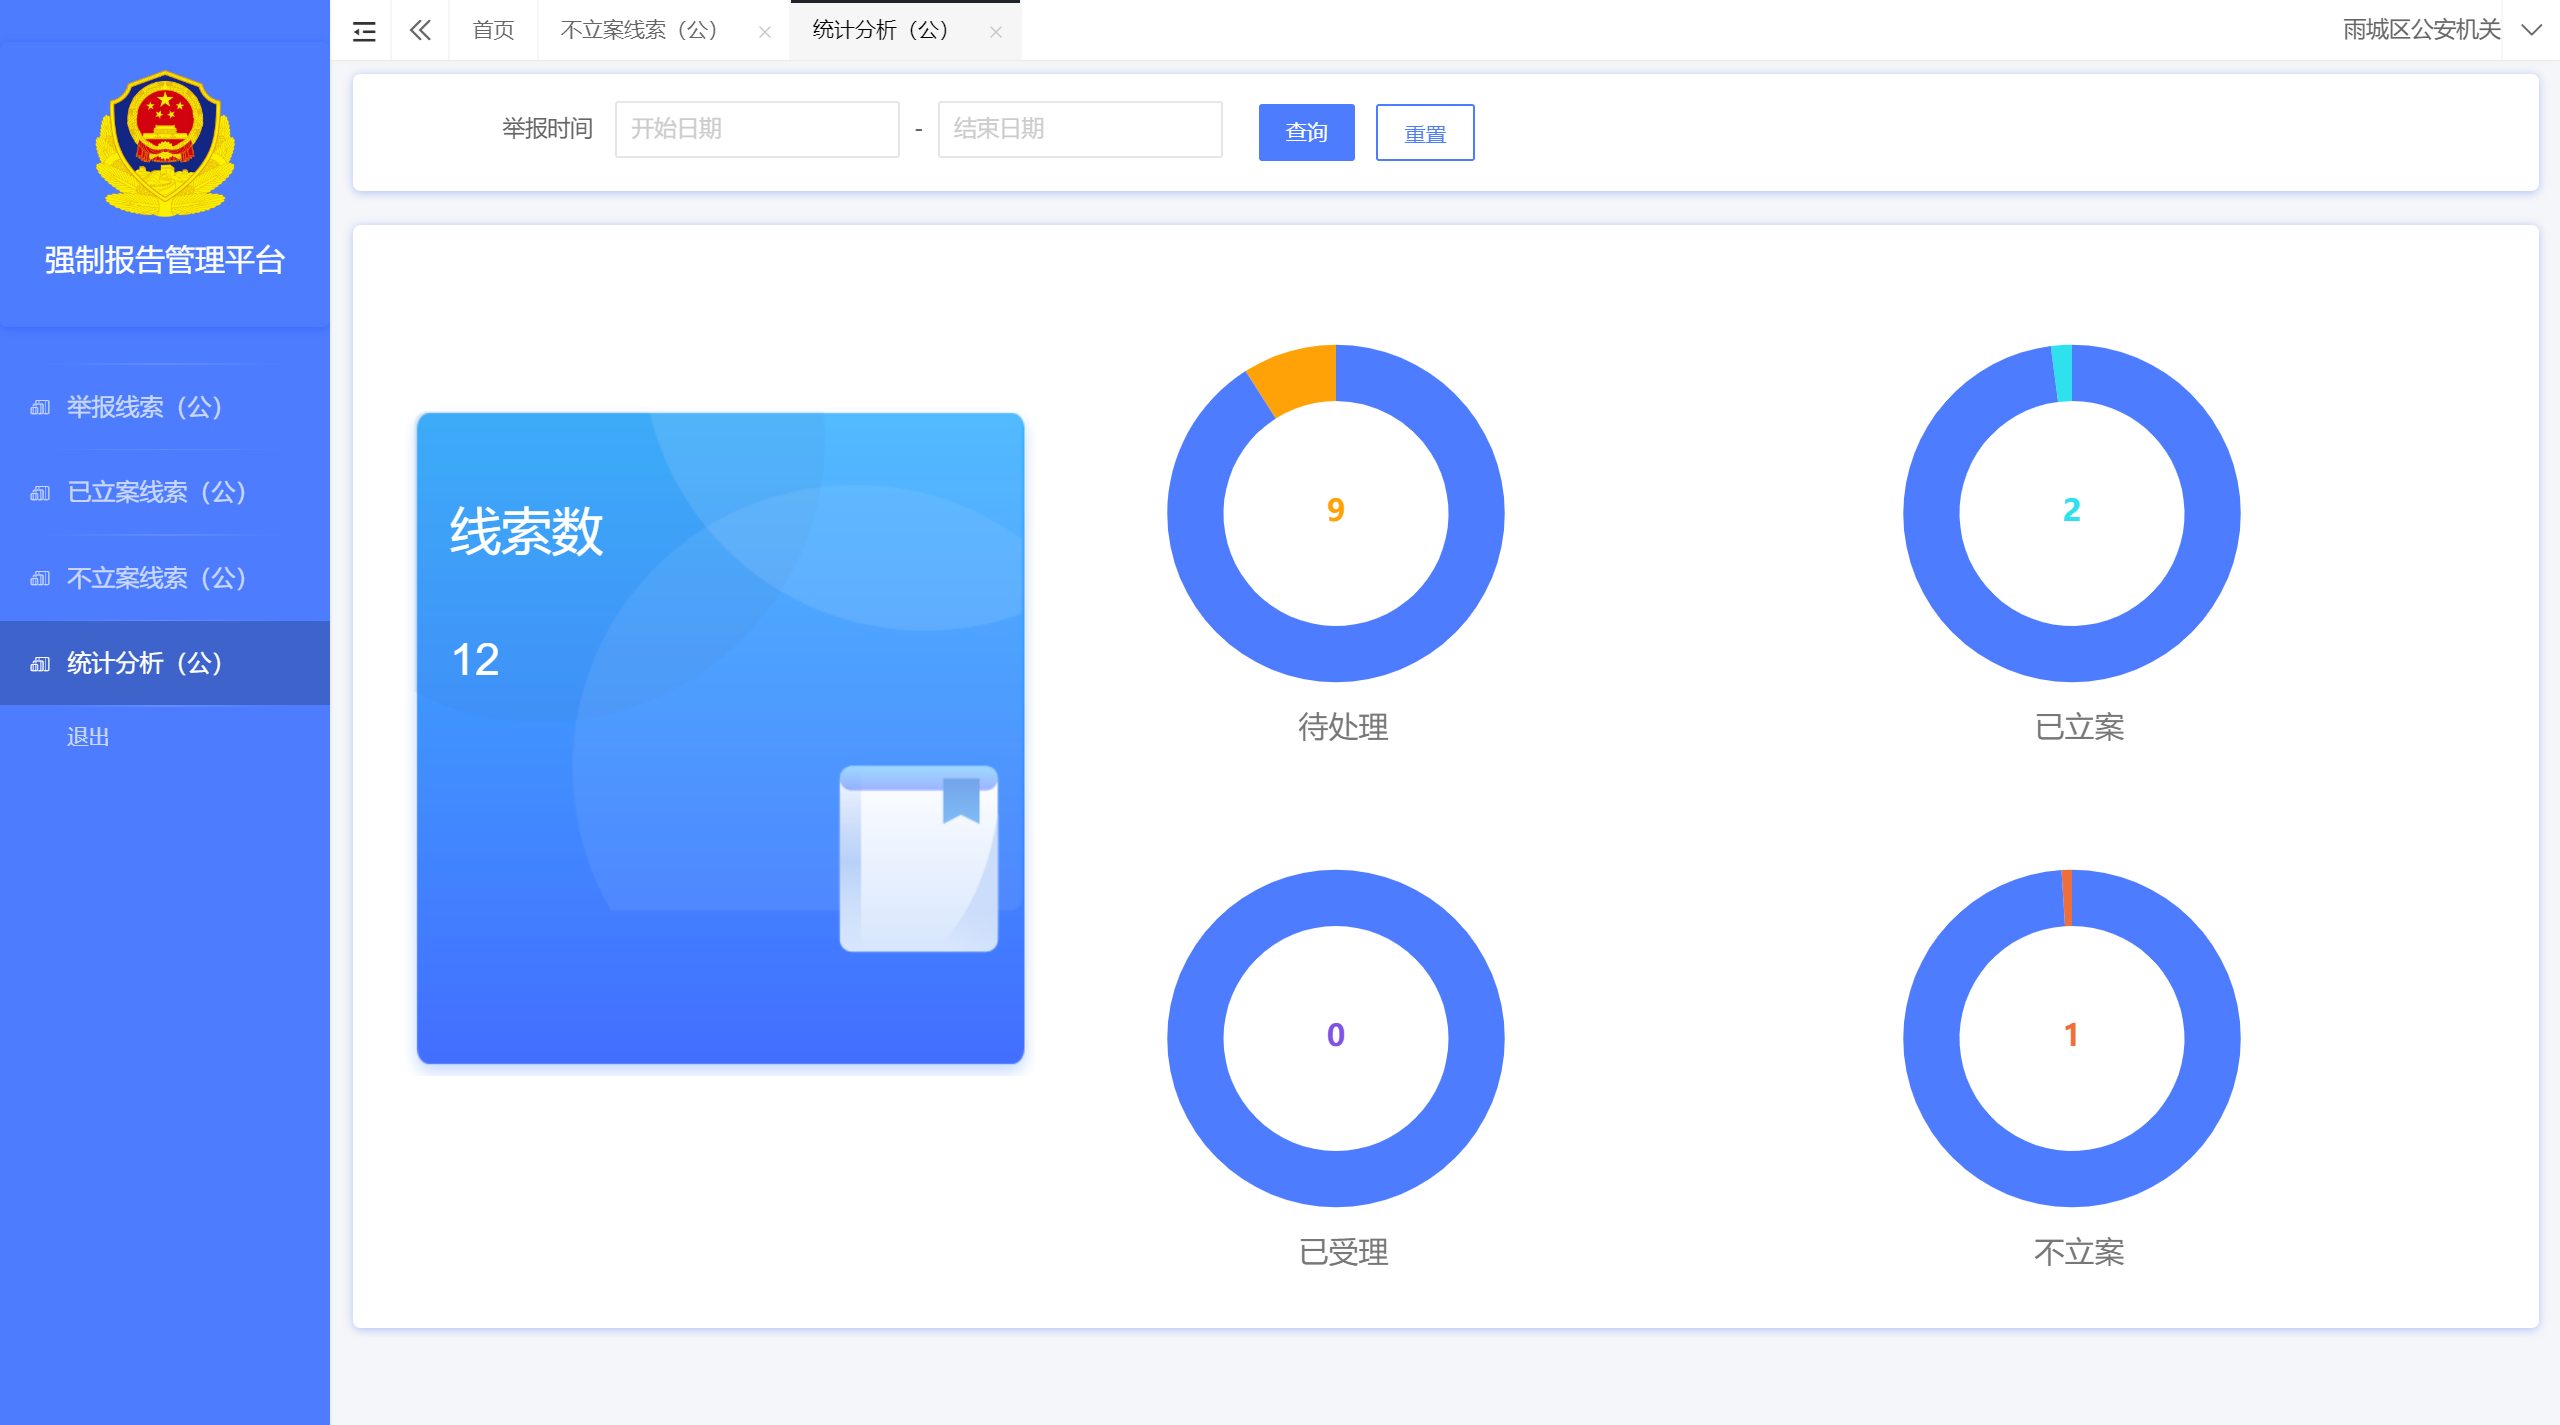 首页
不立案线索（公）
统计分析（公）
雨城区公安机关
强制报告管理平台
举报线索（公）
已立案线索（公）
不立案线索（公）
统计分析（公）
退出
举报时间
开始日期
-
结束日期
查询
重置
线索数
12
9
待处理
2
已立案
0
已受理
1
不立案